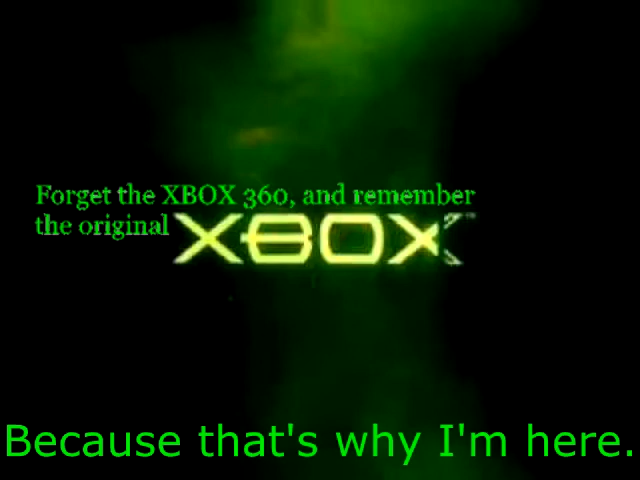 Forget the XBOX 360, and remember
the original XBOX
Because that's why I'm here.